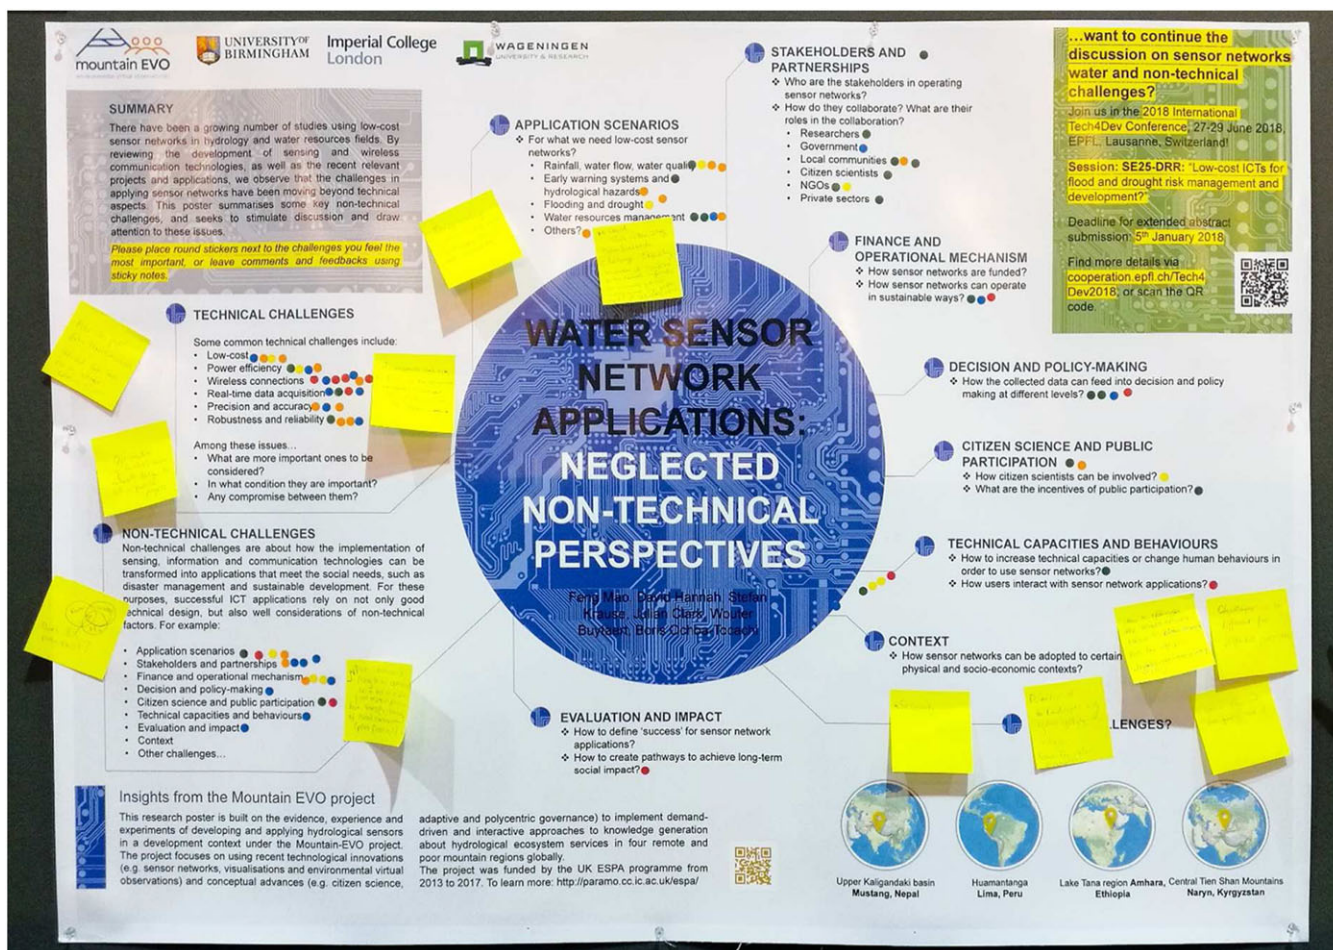 mountain EVO
UNIVERSITY OF
BIRMINGHAM
Imperial College
London
WAGENINGEN
UNIVERSITY & RESEARCH
SUMMARY
There have been a growing number of studies using low-cost
sensor networks in hydrology and water resources fields. By
reviewing the development of sensing and wireless
communication technologies, as well as the recent relevant
projects and applications, we observe that the challenges in
applying sensor networks have been moving beyond technical
aspects. This poster summarises some key non-technical
challenges, and seeks to stimulate discussion and draw
attention to these issues.
Please place round stickers next to the challenges you feel the
most important, or leave comments and feedbacks using
sticky notes.
APPLICATION SCENARIOS
❖ For what we need low-cost sensor
networks?
• Rainfall, water flow, water quality
• Early warning systems and
hydrological hazards
• Flooding and drought
• Water resources management
• Others?
STAKEHOLDERS AND
PARTNERSHIPS
❖ Who are the stakeholders in operating
sensor networks?
❖ How do they collaborate? What are their
roles in the collaboration?
• Researchers
• Government
• Local communities
• Citizen scientists
• NGOs
• Private sectors
...want to continue the
discussion on sensor networks
water and non-technical
challenges?
Join us in the 2018 International
Tech4Dev Conference, 27-29 June 2018,
EPFL, Lausanne, Switzerland!
Session: SE25-DRR: "Low-cost ICTs for
flood and drought risk management and
development?"
Deadline for extended abstract
submission: 5th January 2018
Find more details via
cooperation.epfl.ch/Tech4
Dev2018, or scan the QR
code.
FINANCE AND
OPERATIONAL MECHANISM
❖ How sensor networks are funded?
❖ How sensor networks can operate
in sustainable ways?
TECHNICAL CHALLENGES
Some common technical challenges include:
• Low-cost
• Power efficiency
• Wireless connections
• Real-time data acquisition
• Precision and accuracy
• Robustness and reliability
Among these issues...
• What are more important ones to be
considered?
• In what condition they are important?
• Any compromise between them?
WATER SENSOR
NETWORK
APPLICATIONS:
NEGLECTED
NON-TECHNICAL
PERSPECTIVES
Feng Mao, David Hannah, Stefan
Krause, Julian Clark, Wouter
Buytaert, Boris Ochoa-Tocachi
DECISION AND POLICY-MAKING
❖ How the collected data can feed into decision and policy
making at different levels?
CITIZEN SCIENCE AND PUBLIC
PARTICIPATION
❖ How citizen scientists can be involved?
❖ What are the incentives of public participation?
TECHNICAL CAPACITIES AND BEHAVIOURS
❖ How to increase technical capacities or change human behaviours in
order to use sensor networks?
❖ How users interact with sensor network applications?
CONTEXT
❖ How sensor networks can be adopted to certain
physical and socio-economic contexts?
NON-TECHNICAL CHALLENGES
Non-technical challenges are about how the implementation of
sensing, information and communication technologies can be
transformed into applications that meet the social needs, such as
disaster management and sustainable development. For these
purposes, successful ICT applications rely on not only good
technical design, but also well considerations of non-technical
factors. For example:
• Application scenarios
• Stakeholders and partnerships
• Finance and operational mechanism
• Decision and policy-making
• Citizen science and public participation
• Technical capacities and behaviours
• Evaluation and impact
• Context
• Other challenges...
EVALUATION AND IMPACT
❖ How to define 'success' for sensor network
applications?
❖ How to create pathways to achieve long-term
social impact?
LENGES?
Insights from the Mountain EVO project
This research poster is built on the evidence, experience and
experiments of developing and applying hydrological sensors
in a development context under the Mountain-EVO project.
The project focuses on using recent technological innovations
(e.g. sensor networks, visualisations and environmental virtual
observations) and conceptual advances (e.g. citizen science,
adaptive and polycentric governance) to implement demand-
driven and interactive approaches to knowledge generation
about hydrological ecosystem services in four remote and
poor mountain regions globally.
The project was funded by the UK ESPA programme from
2013 to 2017. To learn more: http://paramo.cc.ic.ac.uk/espa/
Upper Kaligandaki basin
Mustang, Nepal
Huamantanga
Lima, Peru
Lake Tana region Amhara,
Ethiopia
Central Tien Shan Mountains
Naryn, Kyrgyzstan